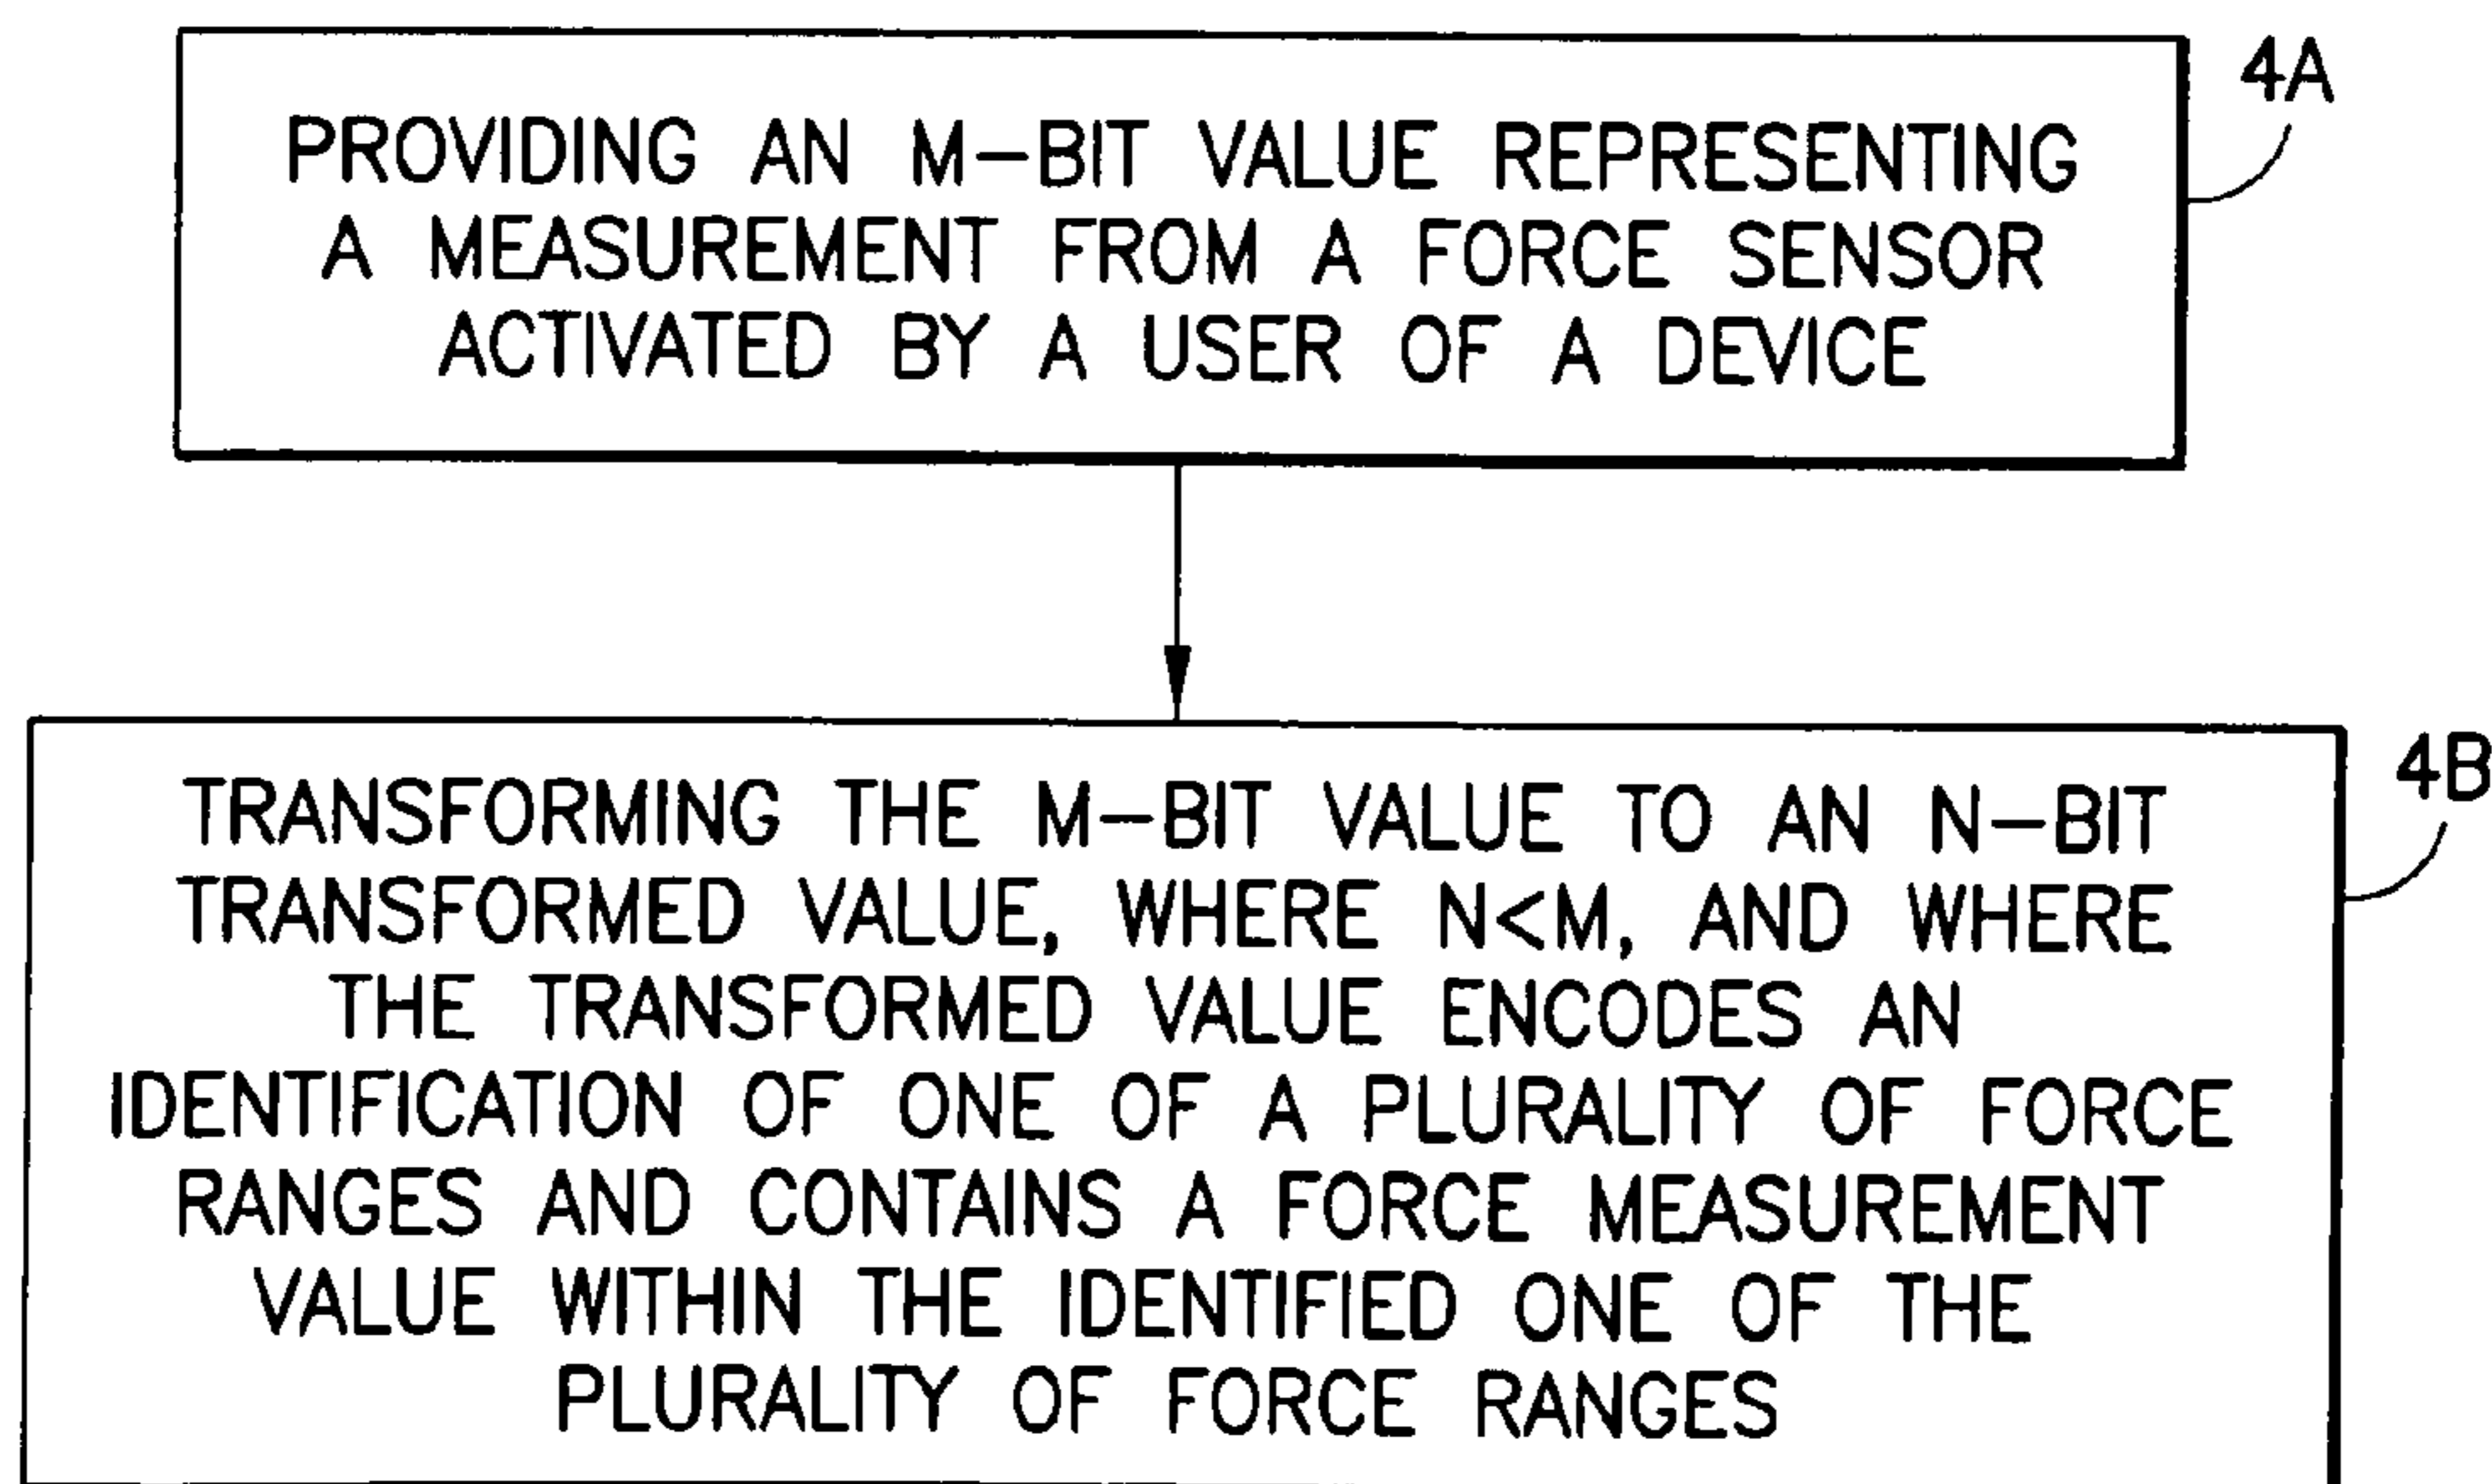 4A
PROVIDING AN M–BIT VALUE REPRESENTING
A MEASUREMENT FROM A FORCE SENSOR
ACTIVATED BY A USER OF A DEVICE
4B
TRANSFORMING THE M–BIT VALUE TO AN N–BIT
TRANSFORMED VALUE, WHERE N<M, AND WHERE
THE TRANSFORMED VALUE ENCODES AN
IDENTIFICATION OF ONE OF A PLURALITY OF FORCE
RANGES AND CONTAINS A FORCE MEASUREMENT
VALUE WITHIN THE IDENTIFIED ONE OF THE
PLURALITY OF FORCE RANGES